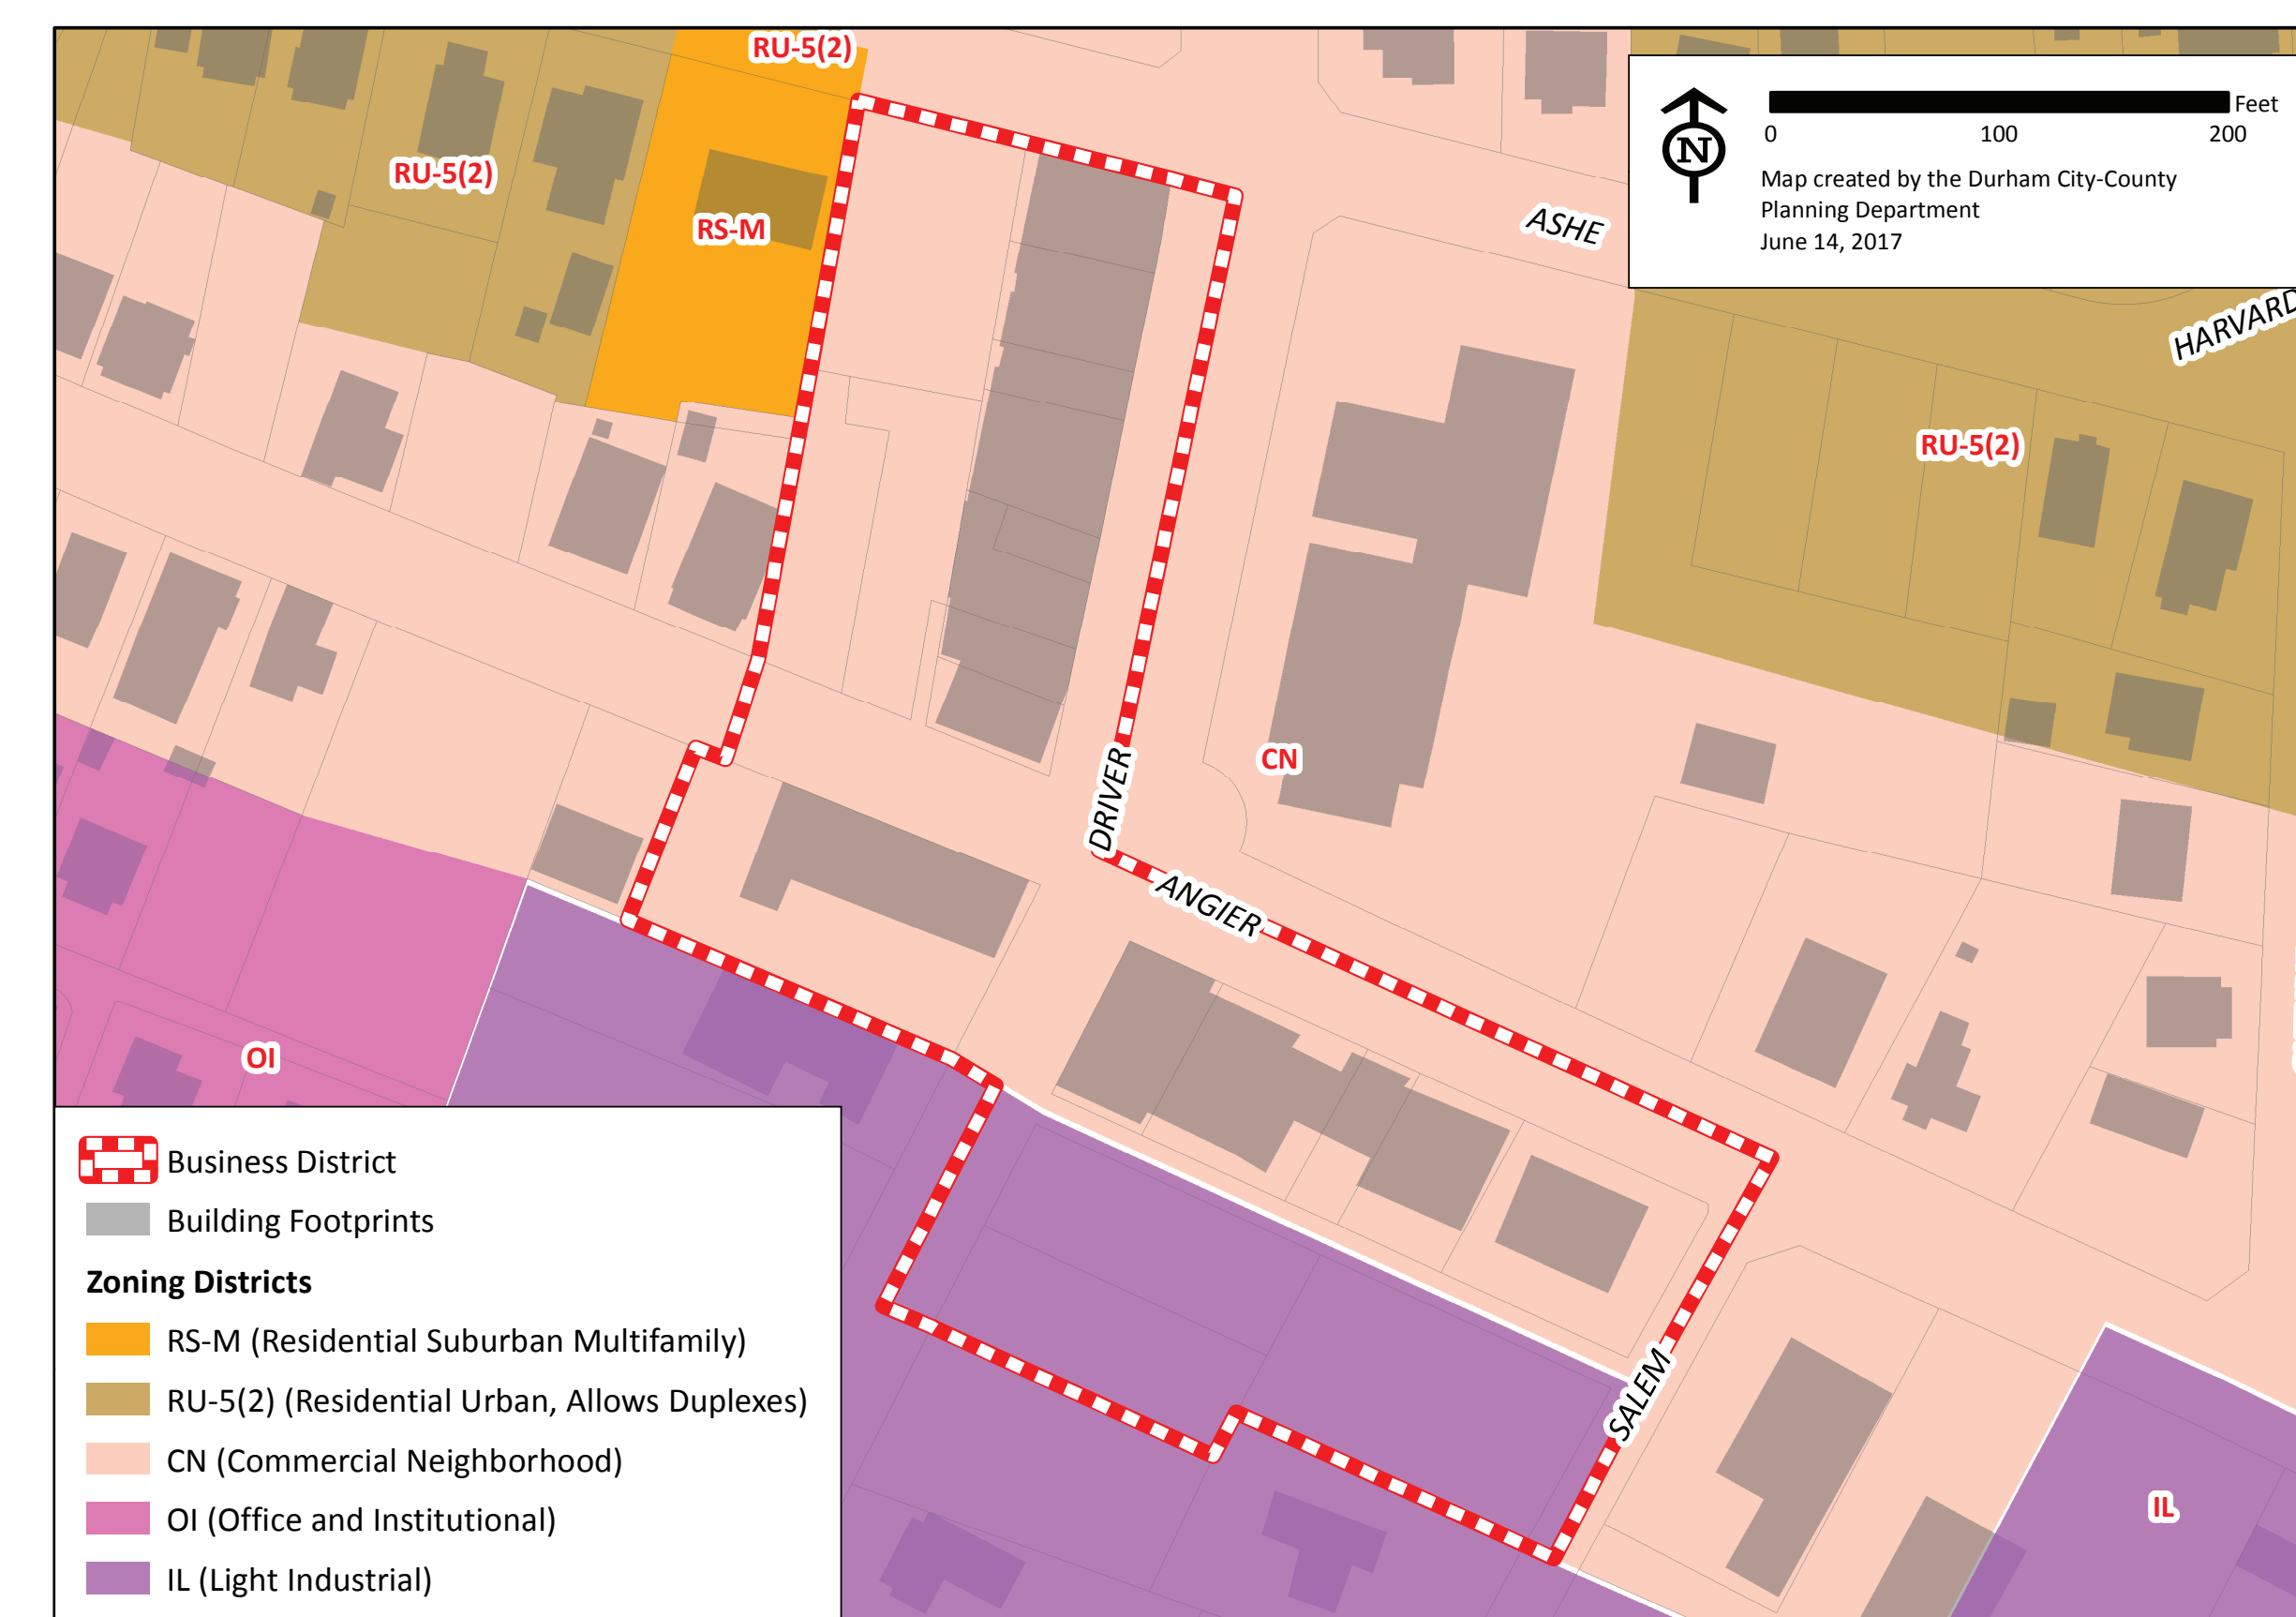 RU-5(2)
RU-5(2)
RS-M
ASHE
Feet
0 100 200
N
Map created by the Durham City-County
Planning Department
June 14, 2017
HARVARD
RU-5(2)
CN
DRIVER
ANGIER
OI
SALEM
IL
Business District
Building Footprints
Zoning Districts
RS-M (Residential Suburban Multifamily)
RU-5(2) (Residential Urban, Allows Duplexes)
CN (Commercial Neighborhood)
OI (Office and Institutional)
IL (Light Industrial)